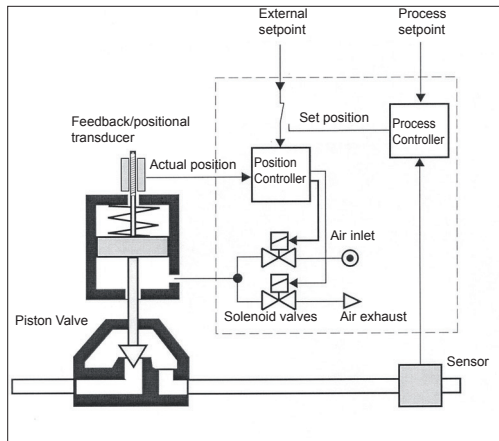 External
setpoint
Process
setpoint
Feedback/positional
transducer
Set position
Process
Controller
Actual position
Position
Controller
Air inlet
Piston Valve
Solenoid valves
Air exhaust
Sensor